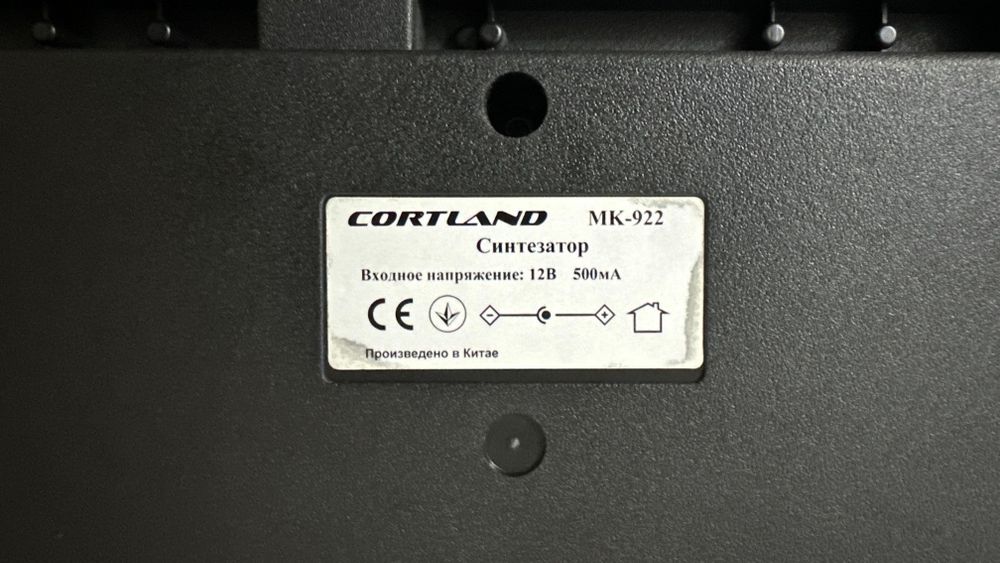 CORTLAND MK-922
Синтезатор
Входное напряжение: 12В 500мА
CE
Произведено в Китае